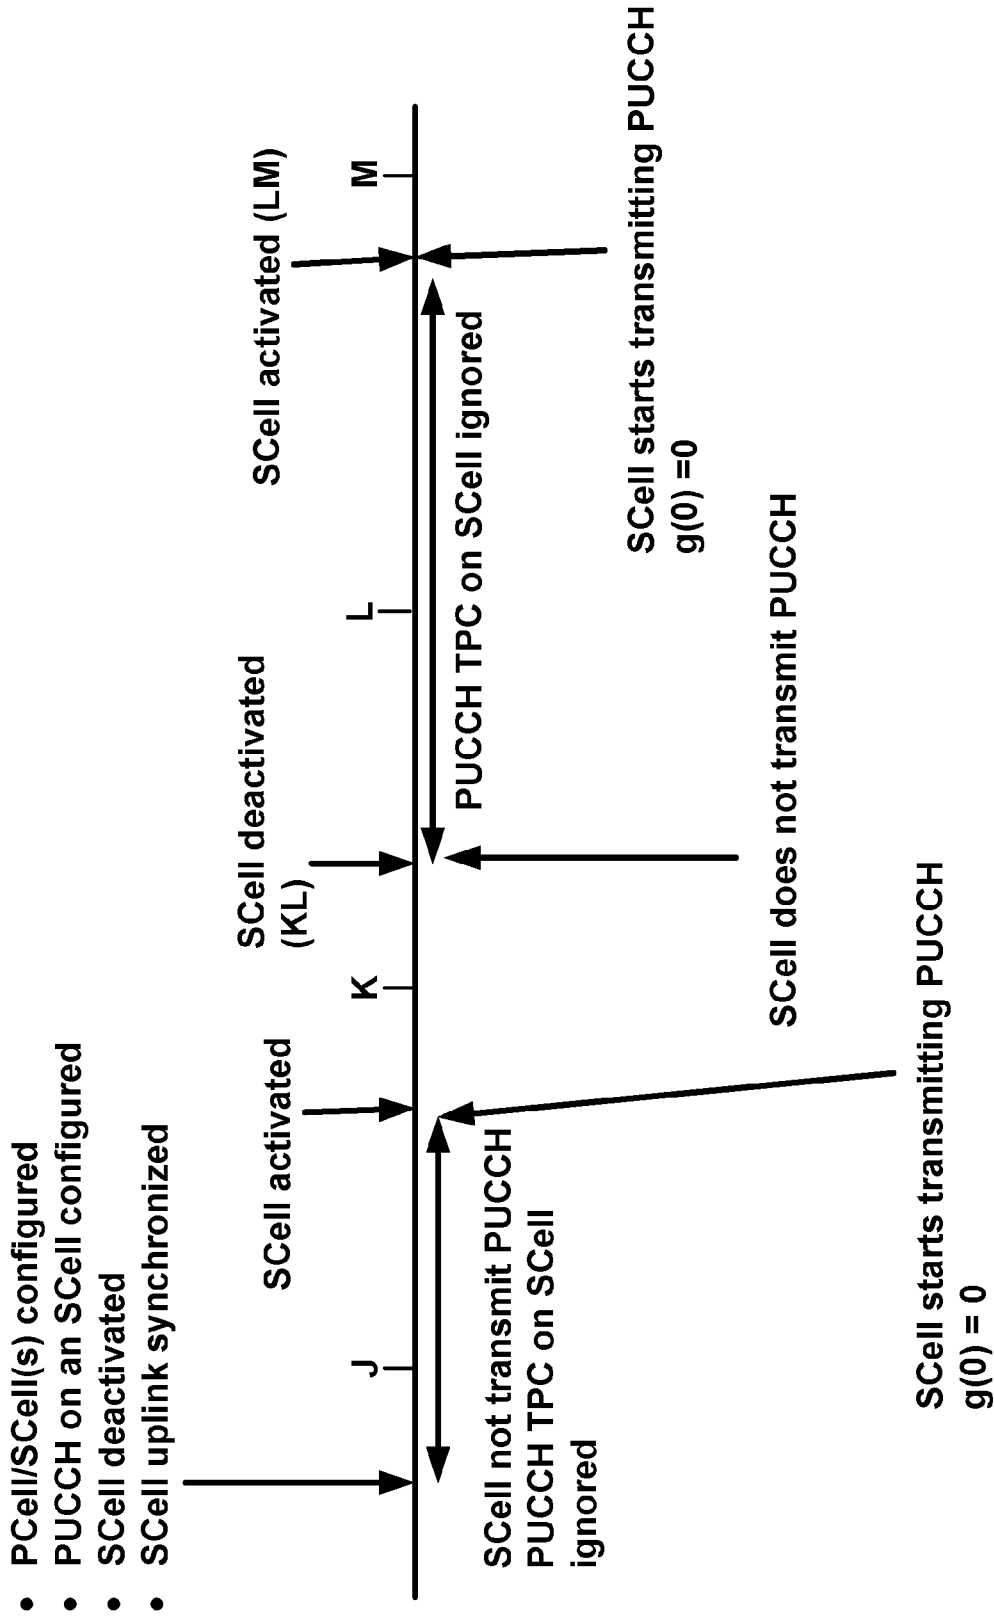 • PCell/SCell(s) configured
• PUCCH on an SCell configured
• SCell deactivated
• SCell uplink synchronized
SCell activated
SCell deactivated
(KL)
SCell activated (LM)
J
K
L
M
SCell not transmit PUCCH
PUCCH TPC on SCell
ignored
PUCCH TPC on SCell ignored
SCell starts transmitting PUCCH
g(0) = 0
SCell does not transmit PUCCH
SCell starts transmitting PUCCH
g(0) =0